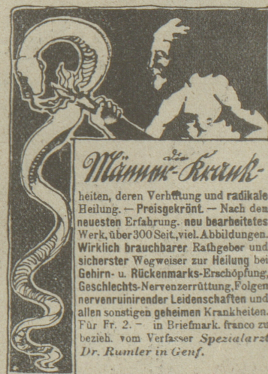 die
Männer-Krank-
heiten, deren Verhütung und radikale
Heilung. — Preisgekrönt. — Nach den
neuesten Erfahrung. neu bearbeitetes
Werk, über 300 Seit., viel. Abbildungen.
Wirklich brauchbarer Rathgeber und
sicherster Wegweiser zur Heilung bei
Gehirn- u. Rückenmarks-Erschöpfung,
Geschlechts-Nervenzerrüttung, Folgen
nervenruinirender Leidenschaften und
allen sonstigen geheimen Krankheiten.
Für Fr. 2. — in Briefmark. franco zu
bezieh. vom Verfasser Spezialarzt
Dr. Rumler in Genf.